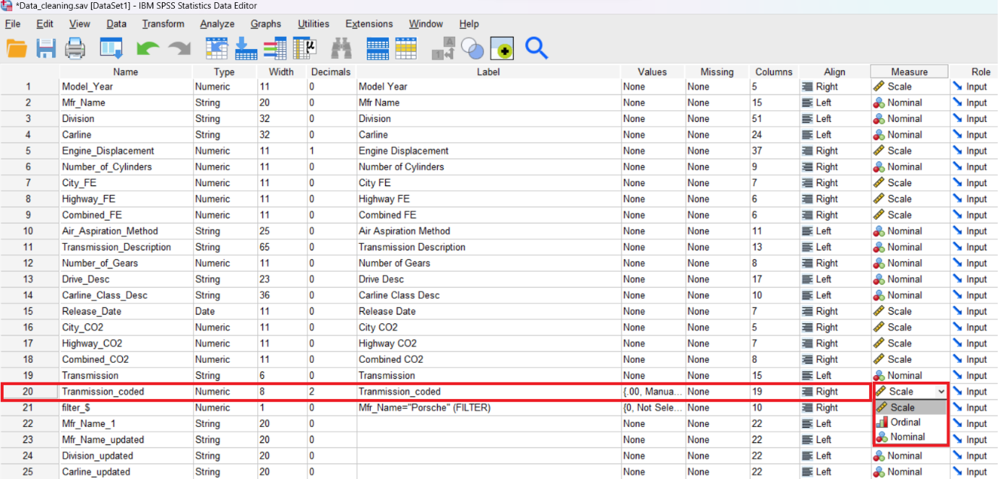 *Data_cleaning.sav [DataSet1] - IBM SPSS Statistics Data Editor
File Edit View Data Transform Analyze Graphs Utilities Extensions Window Help
Name Type Width Decimals Label Values Missing Columns Align Measure Role
1 Model_Year Numeric 11 0 Model Year None None 5 Right Scale Input
2 Mfr_Name String 20 0 Mfr Name None None 15 Left Nominal Input
3 Division String 32 0 Division None None 51 Left Nominal Input
4 Carline String 32 0 Carline None None 24 Left Nominal Input
5 Engine_Displacement Numeric 11 1 Engine Displacement None None 37 Right Scale Input
6 Number_of_Cylinders Numeric 11 0 Number of Cylinders None None 9 Right Nominal Input
7 City_FE Numeric 11 0 City FE None None 7 Right Scale Input
8 Highway_FE Numeric 11 0 Highway FE None None 6 Right Scale Input
9 Combined_FE Numeric 11 0 Combined FE None None 6 Right Scale Input
10 Air_Aspiration_Method String 25 0 Air Aspiration Method None None 11 Left Nominal Input
11 Transmission_Description String 65 0 Transmission Description None None 13 Left Nominal Input
12 Number_of_Gears Numeric 11 0 Number of Gears None None 8 Right Nominal Input
13 Drive_Desc String 23 0 Drive Desc None None 17 Left Nominal Input
14 Carline_Class_Desc String 36 0 Carline Class Desc None None 10 Left Nominal Input
15 Release_Date Date 11 0 Release Date None None 7 Right Scale Input
16 City_CO2 Numeric 11 0 City CO2 None None 5 Right Scale Input
17 Highway_CO2 Numeric 11 0 Highway CO2 None None 7 Right Scale Input
18 Combined_CO2 Numeric 11 0 Combined CO2 None None 8 Right Scale Input
19 Transmission String 6 0 Transmission None None 15 Left Nominal Input
20 Tranmission_coded Numeric 8 2 Tranmission_coded {.00, Manua... None 19 Right Scale Input
21 filter_$ Numeric 1 0 Mfr_Name="Porsche" (FILTER) {0, Not Sele... None 10 Right Scale Input
22 Mfr_Name_1 String 20 0 None None 22 Left Ordinal Input
23 Mfr_Name_updated String 20 0 None None 22 Left Nominal Input
24 Division_updated String 20 0 None None 22 Left Nominal Input
25 Carline_updated String 20 0 None None 22 Left Nominal Input